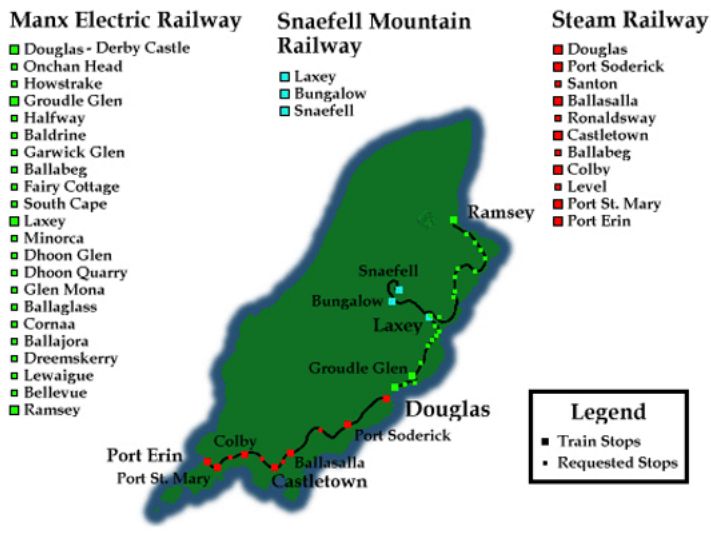 Manx Electric Railway
Douglas - Derby Castle
Onchan Head
Howstrake
Groudle Glen
Halfway
Baldrine
Garwick Glen
Ballabeg
Fairy Cottage
South Cape
Laxey
Minorca
Dhoon Glen
Dhoon Quarry
Glen Mona
Ballaglass
Cornaa
Ballajora
Dreemskerry
Lewaigue
Bellevue
Ramsey
Snaefell Mountain
Railway
Laxey
Bungalow
Snaefell
Steam Railway
Douglas
Port Soderick
Santon
Ballasalla
Ronaldsway
Castletown
Ballabeg
Colby
Level
Port St. Mary
Port Erin
Ramsey
Snaefell
Bungalow
Laxey
Groudle Glen
Douglas
Port Soderick
Colby
Port Erin
Ballasalla
Port St. Mary
Castletown
Legend
Train Stops
Requested Stops